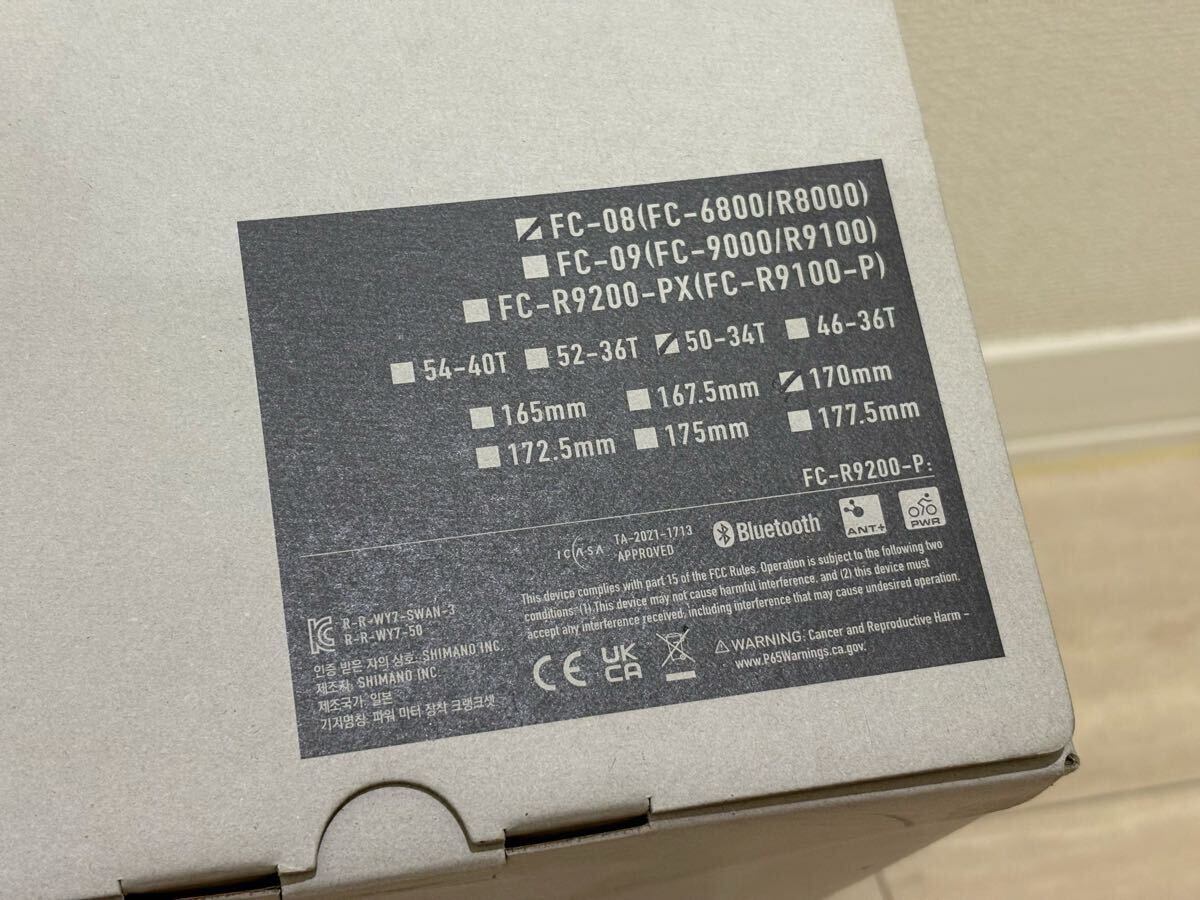 FC-08(FC-6800/R8000)
FC-09(FC-9000/R9100)
FC-R9200-PX(FC-R9100-P)
54-40T 52-36T 50-34T 46-36T
165mm 167.5mm 170mm
172.5mm 175mm 177.5mm
FC-R9200-P:
ICASA TA-2021-1713 APPROVED Bluetooth ANT+ PWR
This device complies with part 15 of the FCC Rules. Operation is subject to the following two
conditions: (1) This device may not cause harmful interference, and (2) this device must
accept any interference received, including interference that may cause undesired operation.
R-R-WY7-SWAN-3
R-R-WY7-50
인증 받은 자의 상호: SHIMANO INC.
제조자: SHIMANO INC
제조국가: 일본
기기명칭: 파워 미터 장착 크랭크셋
CE UK CA
WARNING: Cancer and Reproductive Harm –
www.P65Warnings.ca.gov.